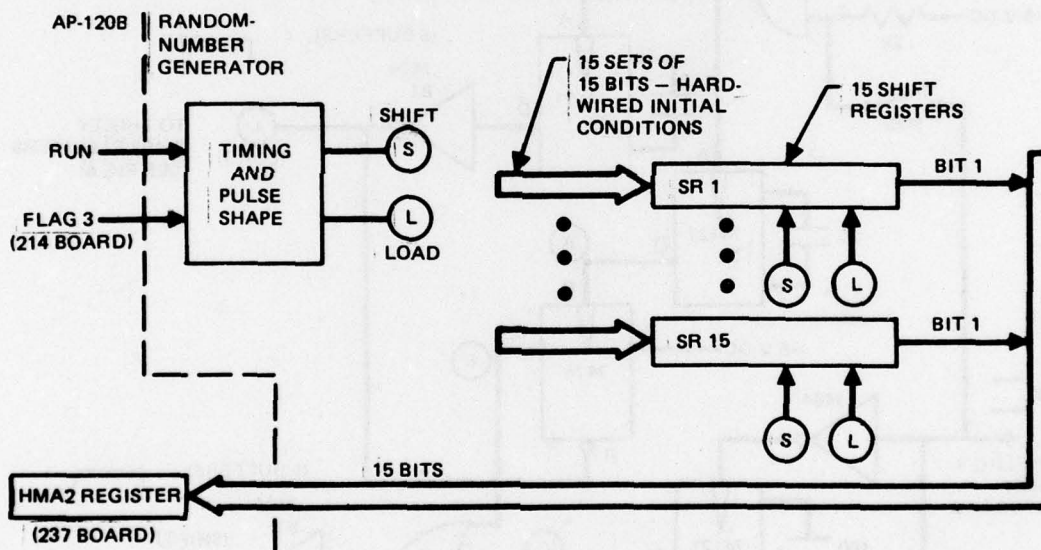 AP-120B
RANDOM-
NUMBER
GENERATOR
RUN
FLAG 3
(214 BOARD)
TIMING
AND
PULSE
SHAPE
SHIFT
S
L
LOAD
15 SETS OF
15 BITS – HARD-
WIRED INITIAL
CONDITIONS
15 SHIFT
REGISTERS
SR 1
BIT 1
S
L
SR 15
BIT 1
S
L
15 BITS
HMA2 REGISTER
(237 BOARD)